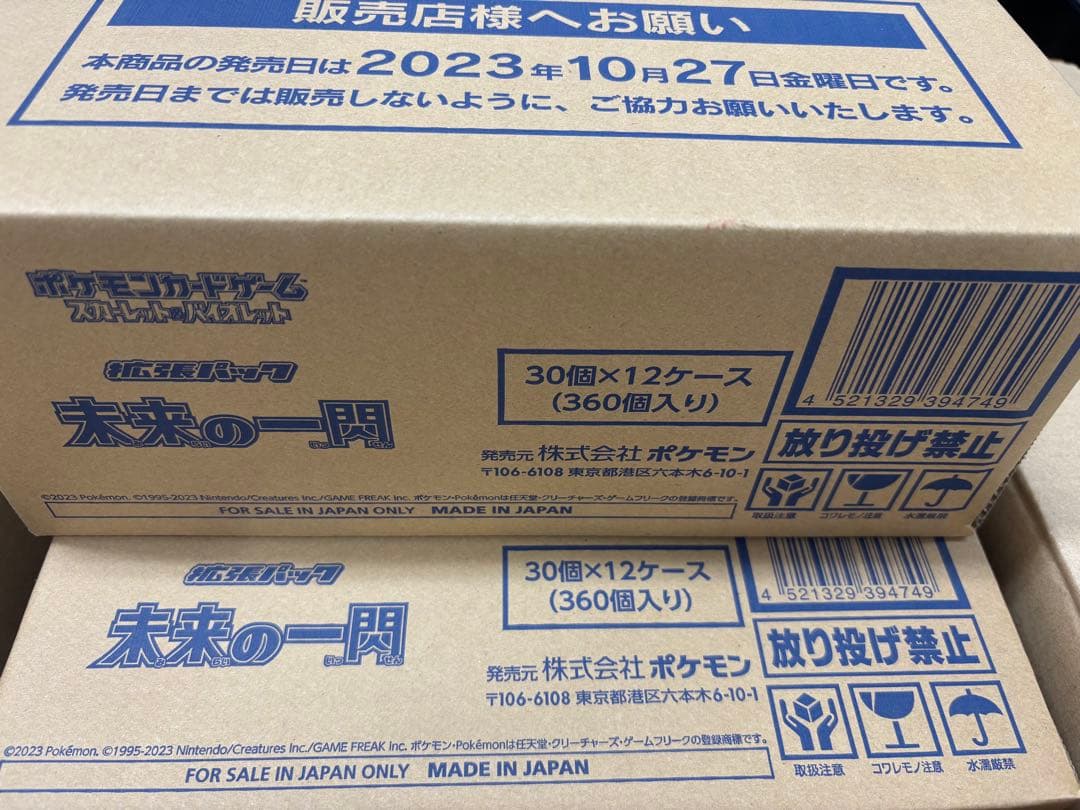 販売店様へお願い
本商品の発売日は2023年10月27日金曜日です。
発売日までは販売しないように、ご協力お願いいたします。
ポケモンカードゲーム
スカーレット&バイオレット
拡張パック
未来の一閃
み らい いっ せん
30個×12ケース
(360個入り)
発売元 株式会社 ポケモン
〒106-6108 東京都港区六本木6-10-1
4 521329 394749
放り投げ禁止
取扱注意 コワレモノ注意 水濡厳禁
©2023 Pokémon. ©1995-2023 Nintendo/Creatures Inc./GAME FREAK inc. ポケモン・Pokémonは任天堂・クリーチャーズ・ゲームフリークの登録商標です。
FOR SALE IN JAPAN ONLY MADE IN JAPAN
拡張パック
未来の一閃
み らい いっ せん
30個×12ケース
(360個入り)
発売元 株式会社 ポケモン
〒106-6108 東京都港区六本木6-10-1
4 521329 394749
放り投げ禁止
取扱注意 コワレモノ注意 水濡厳禁
©2023 Pokémon. ©1995-2023 Nintendo/Creatures Inc./GAME FREAK inc. ポケモン・Pokémonは任天堂・クリーチャーズ・ゲームフリークの登録商標です。
FOR SALE IN JAPAN ONLY MADE IN JAPAN